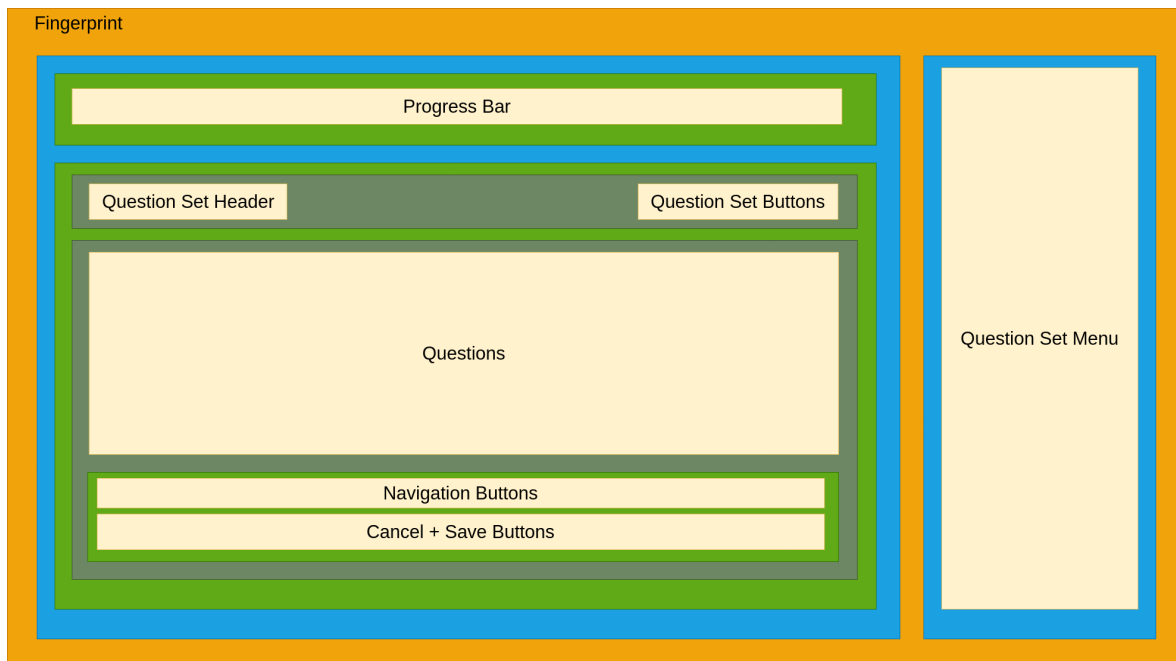 Fingerprint
Progress Bar
Question Set Header
Question Set Buttons
Questions
Navigation Buttons
Cancel + Save Buttons
Question Set Menu